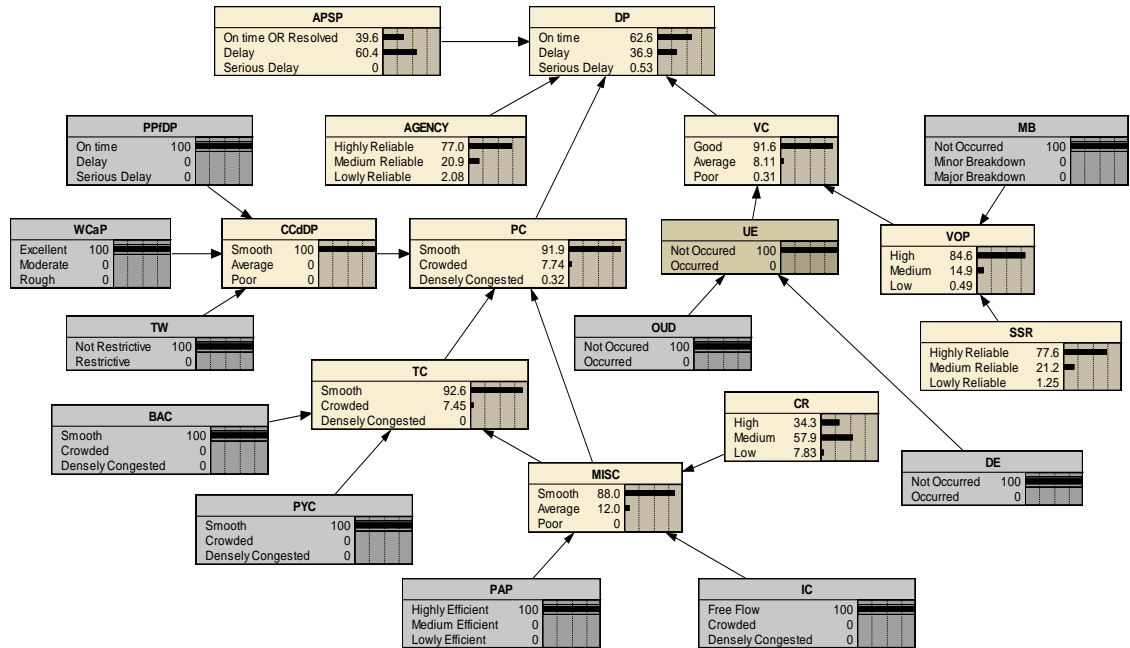 APSP
On time OR Resolved 39.6
Delay 60.4
Serious Delay 0
DP
On time 62.6
Delay 36.9
Serious Delay 0.53
PPfDP
On time 100
Delay 0
Serious Delay 0
AGENCY
Highly Reliable 77.0
Medium Reliable 20.9
Lowly Reliable 2.08
VC
Good 91.6
Average 8.11
Poor 0.31
MB
Not Occurred 100
Minor Breakdown 0
Major Breakdown 0
WCaP
Excellent 100
Moderate 0
Rough 0
CCdDP
Smooth 100
Average 0
Poor 0
PC
Smooth 91.9
Crowded 7.74
Densely Congested 0.32
UE
Not Occured 100
Occurred 0
VOP
High 84.6
Medium 14.9
Low 0.49
TW
Not Restrictive 100
Restrictive 0
OUD
Not Occured 100
Occurred 0
SSR
Highly Reliable 77.6
Medium Reliable 21.2
Lowly Reliable 1.25
TC
Smooth 92.6
Crowded 7.45
Densely Congested 0
CR
High 34.3
Medium 57.9
Low 7.83
BAC
Smooth 100
Crowded 0
Densely Congested 0
DE
Not Occurred 100
Occurred 0
MISC
Smooth 88.0
Average 12.0
Poor 0
PYC
Smooth 100
Crowded 0
Densely Congested 0
PAP
Highly Efficient 100
Medium Efficient 0
Lowly Efficient 0
IC
Free Flow 100
Crowded 0
Densely Congested 0